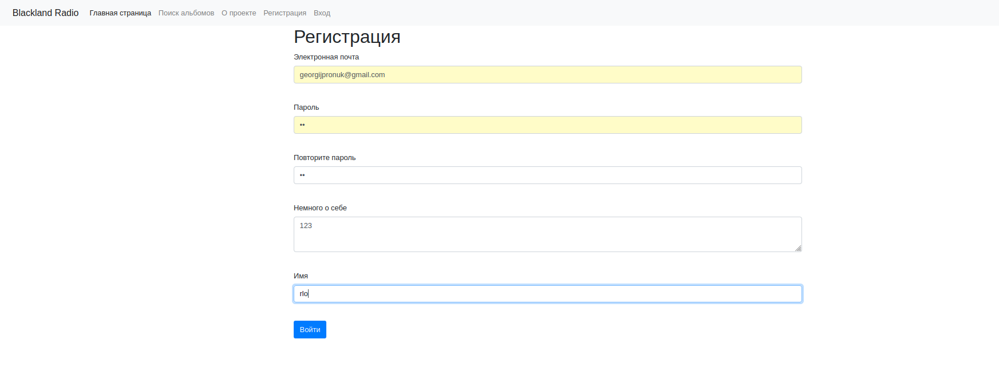 Blackland Radio Главная страница Поиск альбомов О проекте Регистрация Вход
Регистрация
Электронная почта
georgijpronuk@gmail.com
Пароль
••
Повторите пароль
••
Немного о себе
123
Имя
rlo
Войти